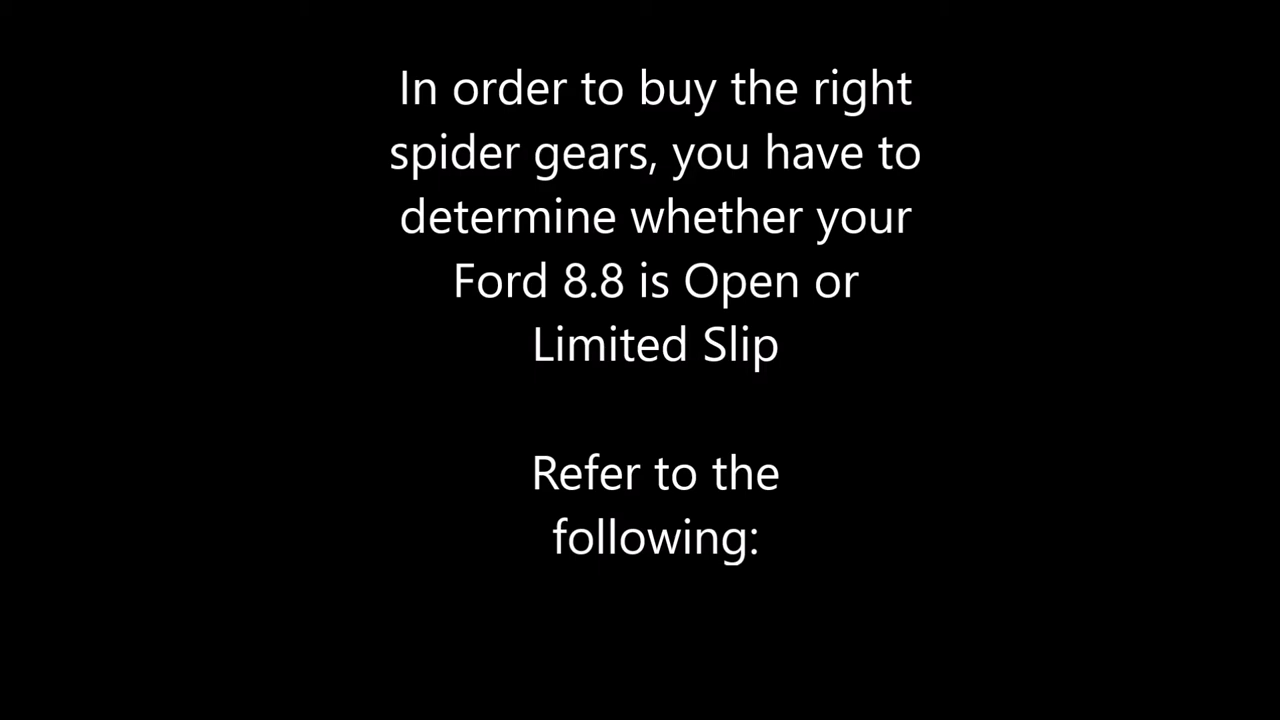 In order to buy the right
spider gears, you have to
determine whether your
Ford 8.8 is Open or
Limited Slip
Refer to the
following: